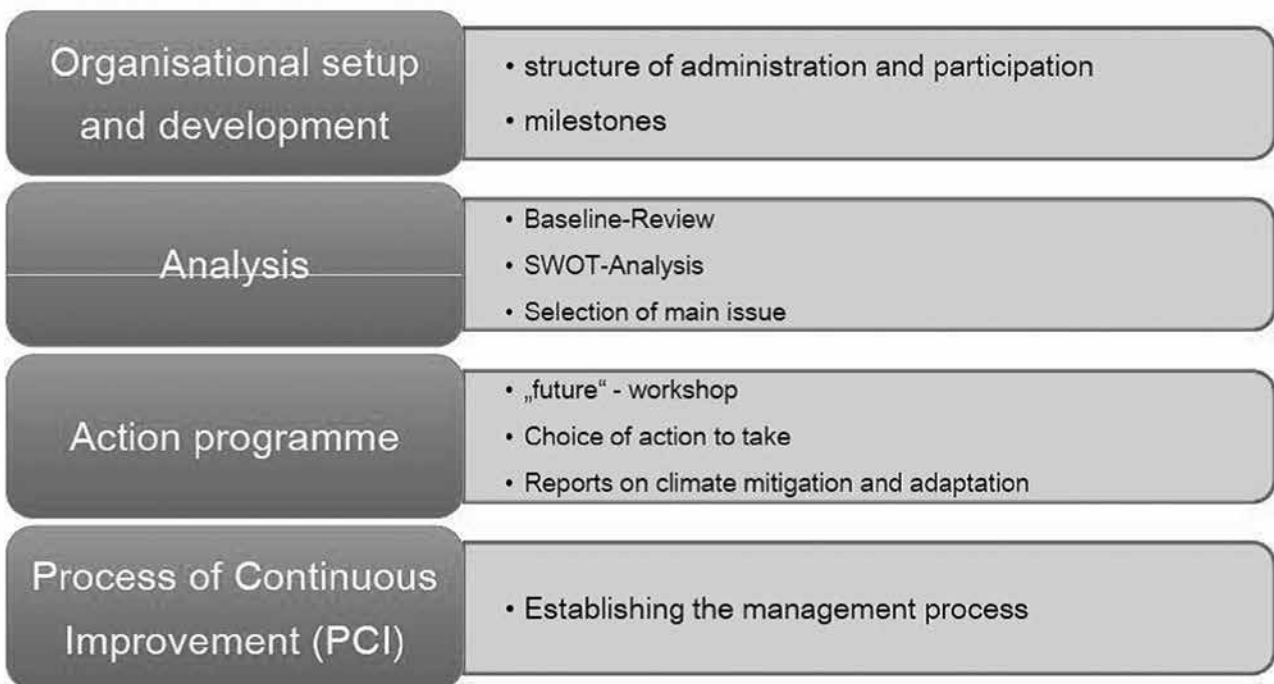 Organisational setup
and development
• structure of administration and participation
• milestones
Analysis
• Baseline-Review
• SWOT-Analysis
• Selection of main issue
Action programme
• „future“ - workshop
• Choice of action to take
• Reports on climate mitigation and adaptation
Process of Continuous
Improvement (PCI)
• Establishing the management process